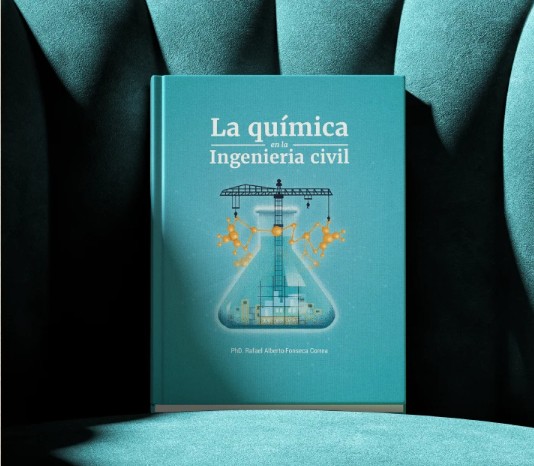 La química
en la
Ingenieria civil
PhD. Rafael Alberto Fonseca Correa